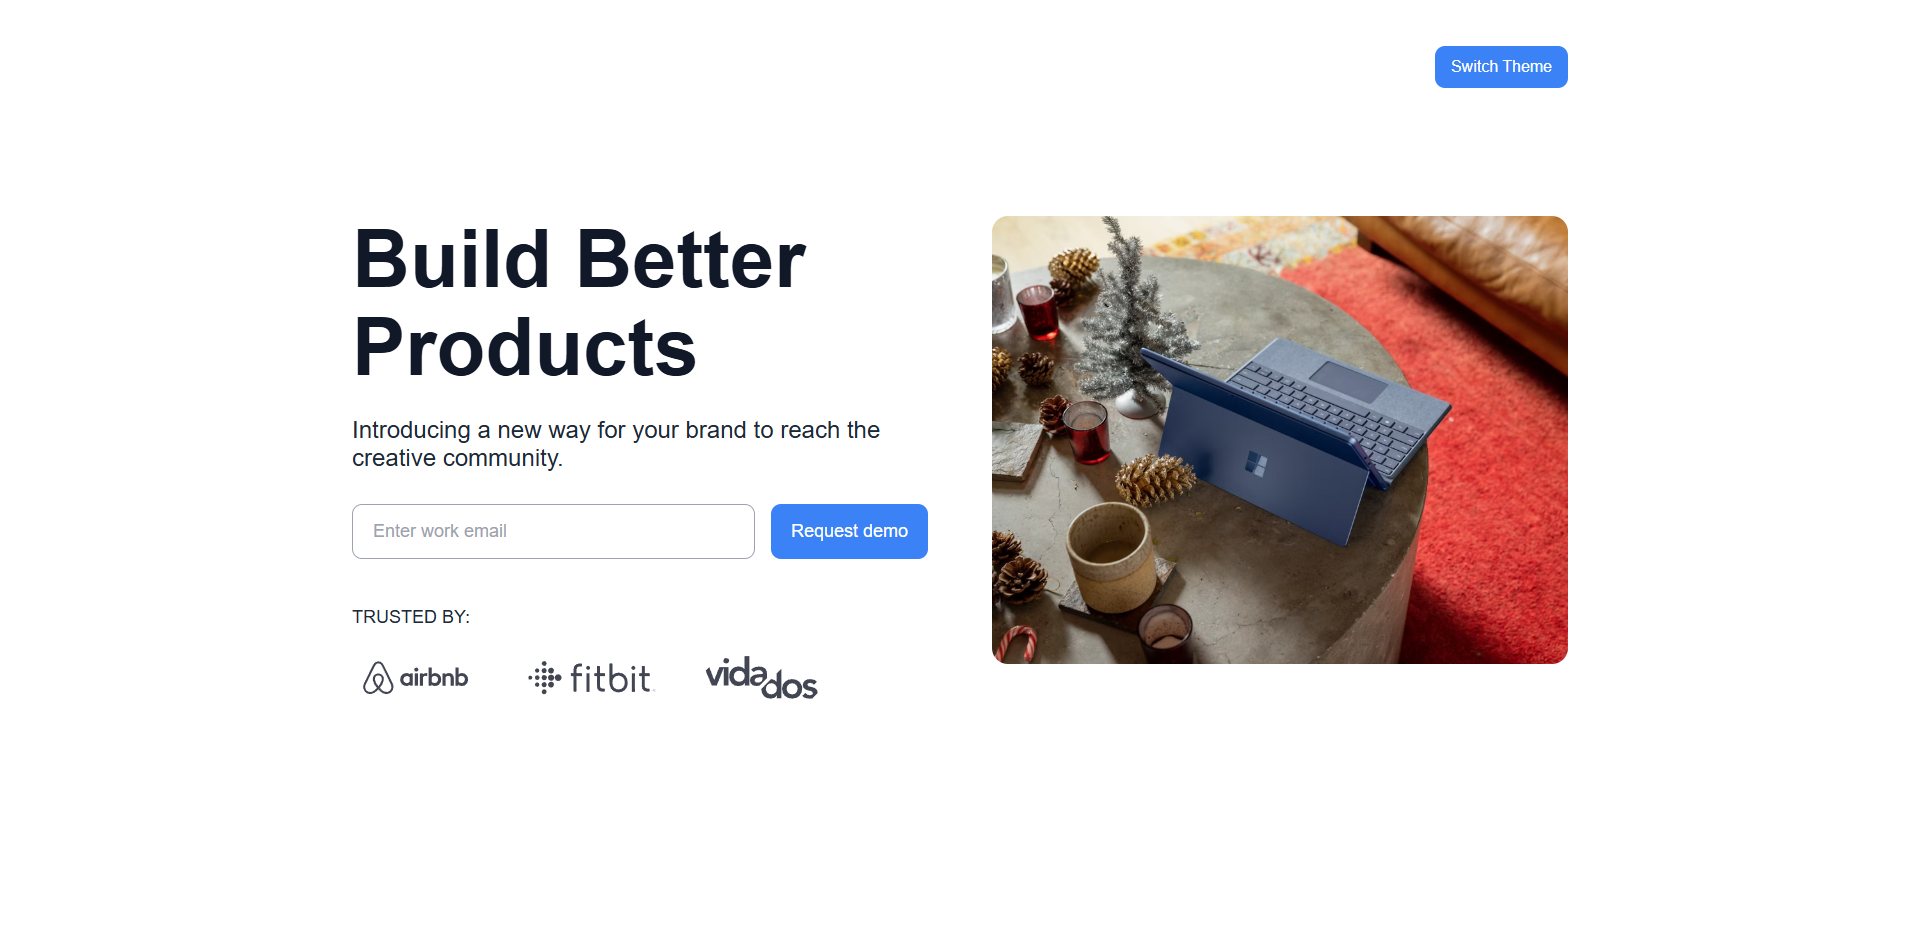 Switch Theme
Build Better
Products
Introducing a new way for your brand to reach the
creative community.
Enter work email
Request demo
TRUSTED BY:
airbnb
fitbit
vidados